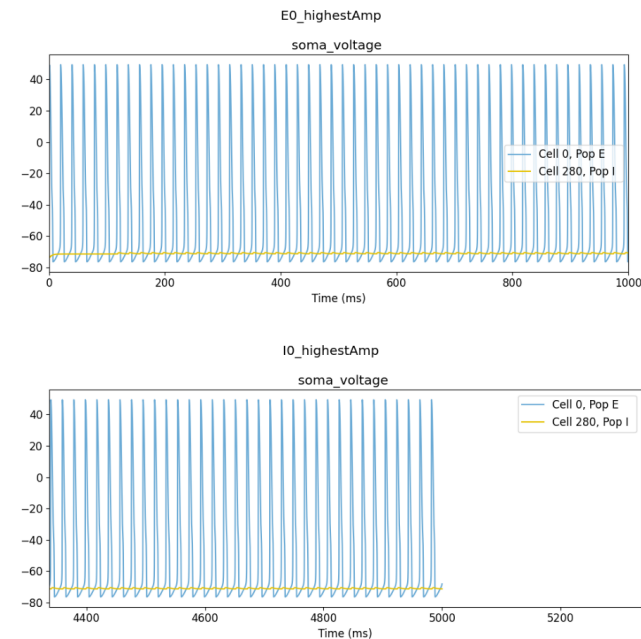 E0_highestAmp
soma_voltage
40
20
0
−20
−40
−60
−80
Cell 0, Pop E
Cell 280, Pop I
0
200
400
600
800
1000
Time (ms)
I0_highestAmp
soma_voltage
40
20
0
−20
−40
−60
−80
Cell 0, Pop E
Cell 280, Pop I
4400
4600
4800
5000
5200
Time (ms)